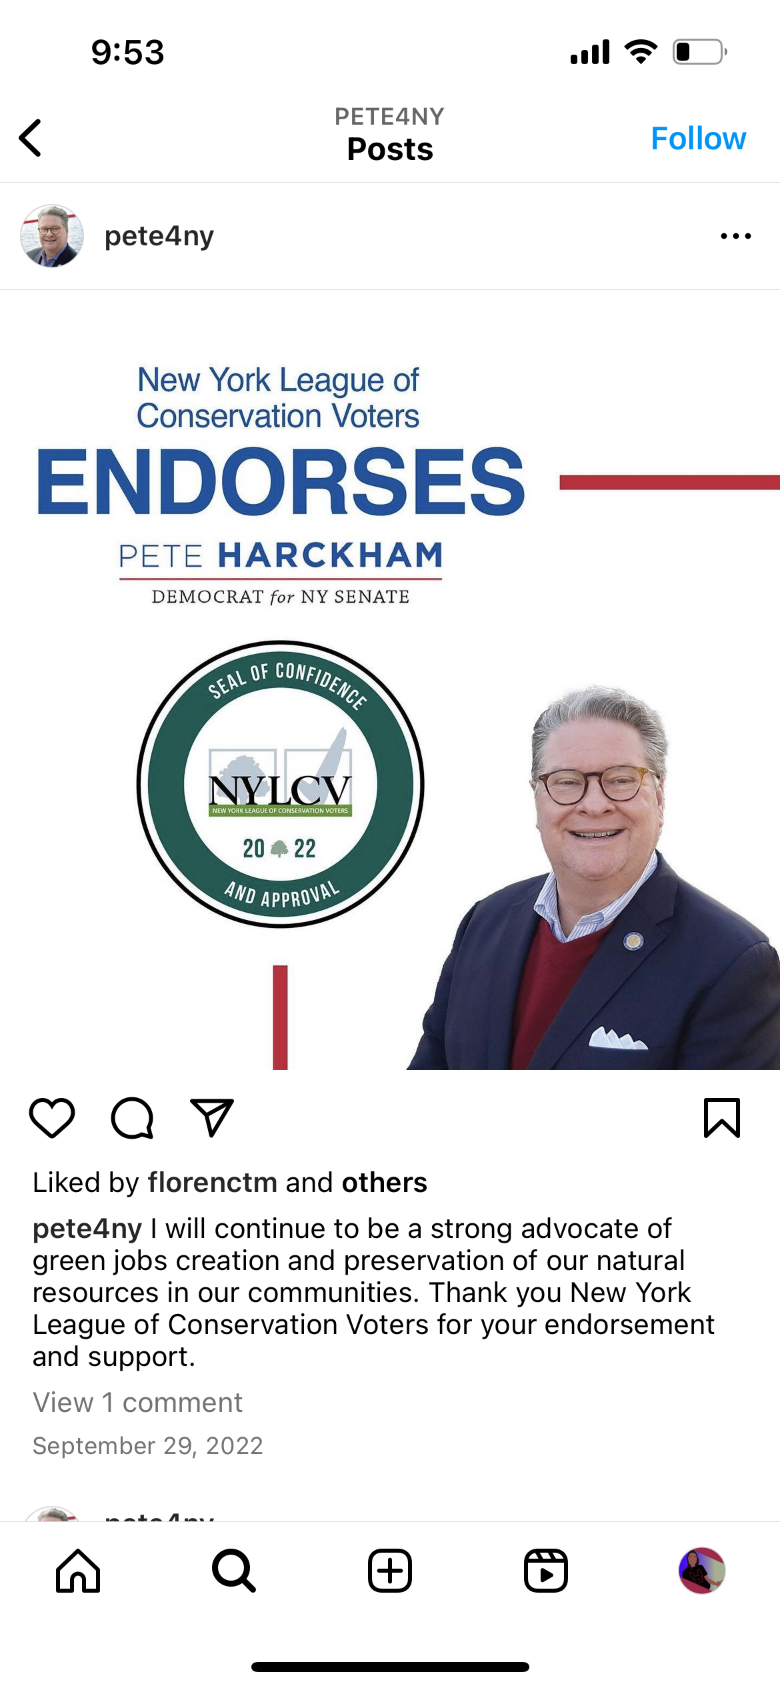 9:53
PETE4NY
Posts
Follow
pete4ny
New York League of
Conservation Voters
ENDORSES
PETE HARCKHAM
DEMOCRAT for NY SENATE
SEAL OF CONFIDENCE
NYLCV
NEW YORK LEAGUE OF CONSERVATION VOTERS
20 22
AND APPROVAL
Liked by florenctm and others
pete4ny I will continue to be a strong advocate of
green jobs creation and preservation of our natural
resources in our communities. Thank you New York
League of Conservation Voters for your endorsement
and support.
View 1 comment
September 29, 2022
pete4ny